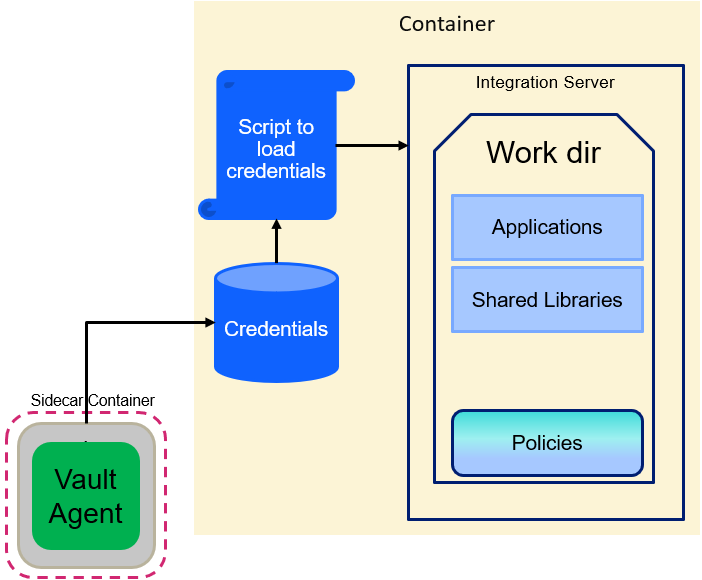 Container
Integration Server
Script to
load
credentials
Work dir
Applications
Shared Libraries
Credentials
Sidecar Container
Policies
Vault
Agent